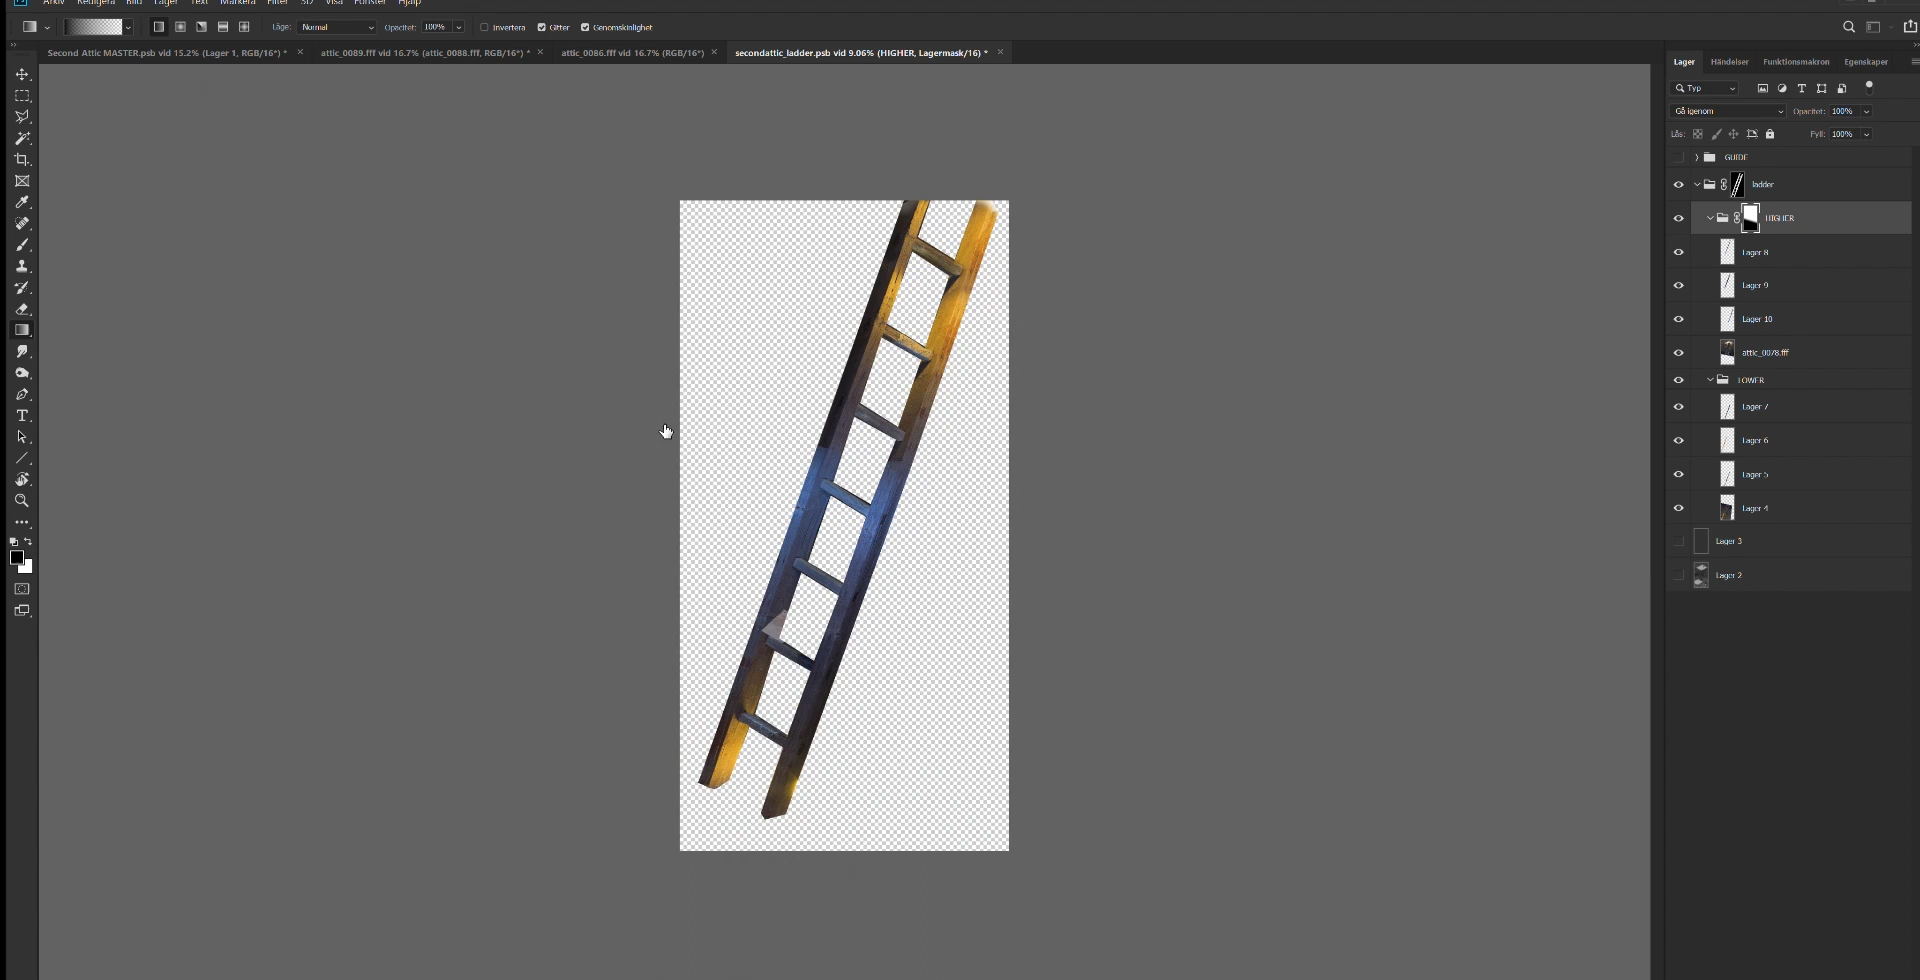 Arkiv Redigera Bild Lager Text Markera Filter 3D Visa Fönster Hjälp
Läge: Normal Opacitet: 100% Invertera Gitter Genomskinlighet
Second Attic MASTER.psb vid 15.2% (Lager 1, RGB/16*) *
attic_0089.fff vid 16.7% (attic_0088.fff, RGB/16*) *
attic_0086.fff vid 16.7% (RGB/16*)
secondattic_ladder.psb vid 9.06% (HIGHER, Lagermask/16) *
Lager Händelser Funktionsmakron Egenskaper
Typ
Gå igenom Opacitet: 100%
Lås: Fyll: 100%
GUIDE
ladder
HIGHER
Lager 8
Lager 9
Lager 10
attic_0078.fff
LOWER
Lager 7
Lager 6
Lager 5
Lager 4
Lager 3
Lager 2